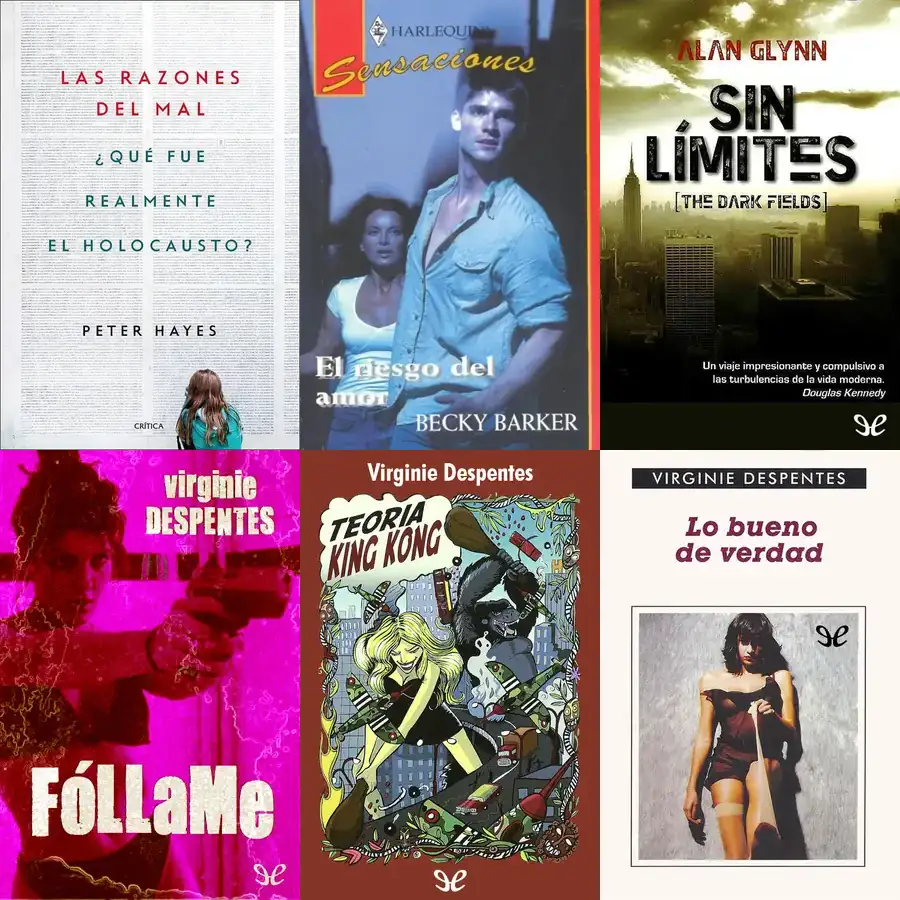 LAS RAZONES
DEL MAL
¿QUÉ FUE
REALMENTE
EL HOLOCAUSTO?
PETER HAYES
CRÍTICA
HARLEQUIN
Sensaciones
El riesgo del
amor
BECKY BARKER
ALAN GLYNN
SIN
LÍMITES
[THE DARK FIELDS]
Un viaje impresionante y compulsivo a
las turbulencias de la vida moderna.
Douglas Kennedy
virginie
DESPENTES
FÓLLaMe
Virginie Despentes
TEORIA
KING KONG
VIRGINIE DESPENTES
Lo bueno
de verdad